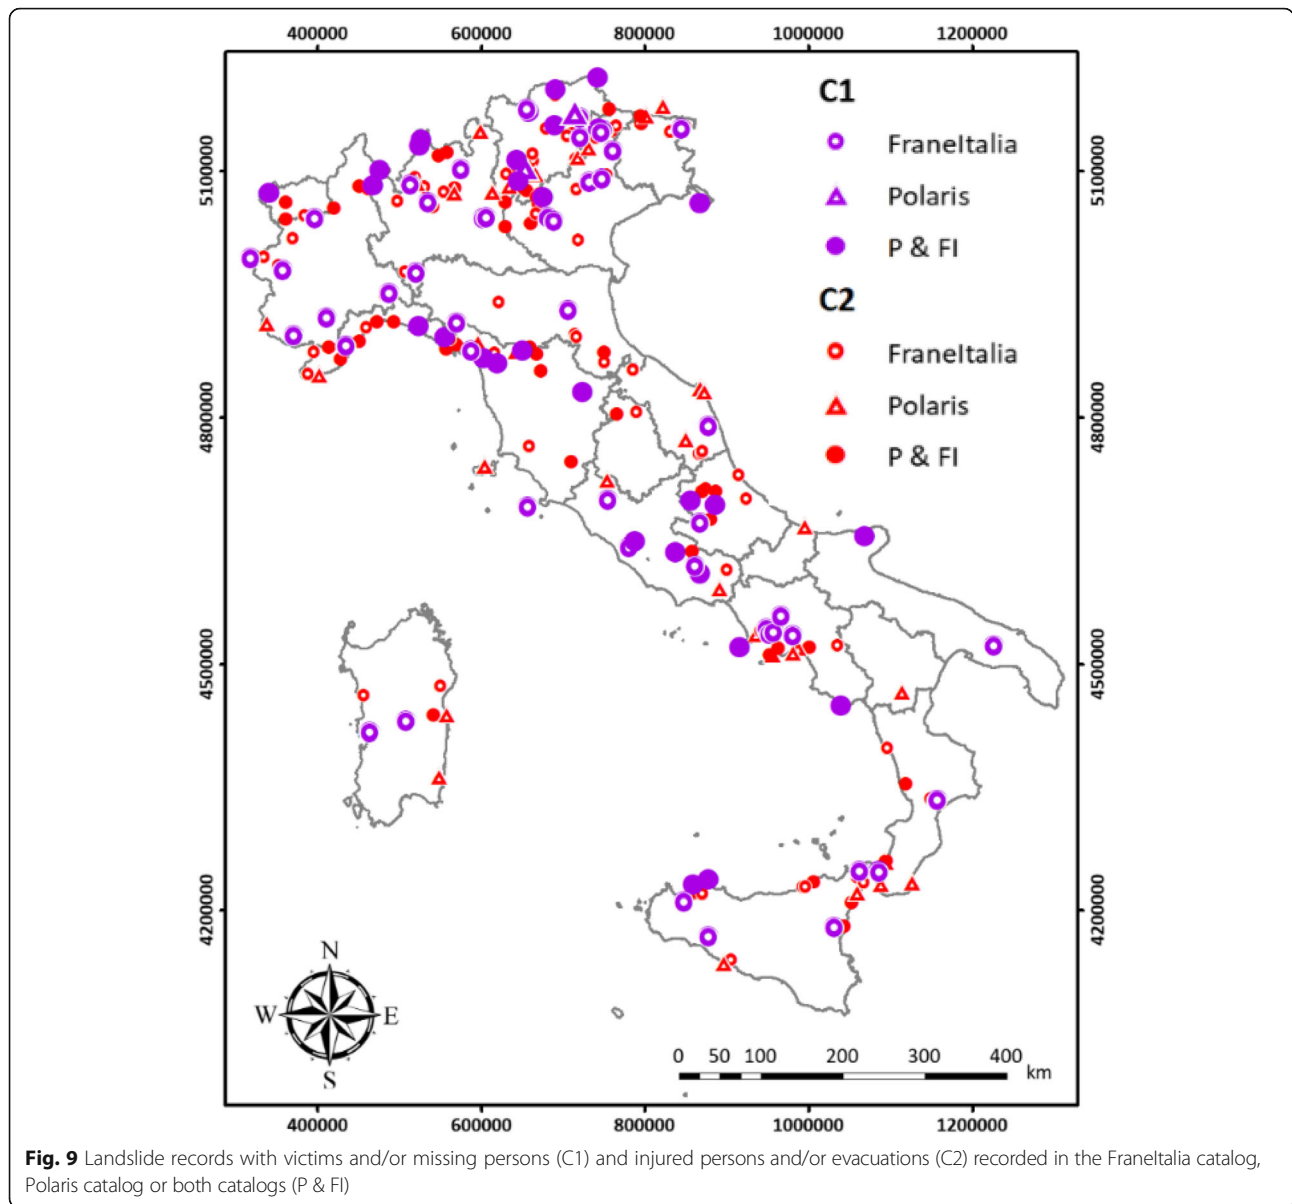 400000 600000 800000 1000000 1200000
C1
FraneItalia
Polaris
P & FI
C2
FraneItalia
Polaris
P & FI
5100000 5100000
4800000 4800000
4500000 4500000
4200000 4200000
N
W E
S
0 50 100 200 300 400
km
400000 600000 800000 1000000 1200000
Fig. 9 Landslide records with victims and/or missing persons (C1) and injured persons and/or evacuations (C2) recorded in the FraneItalia catalog,
Polaris catalog or both catalogs (P & FI)